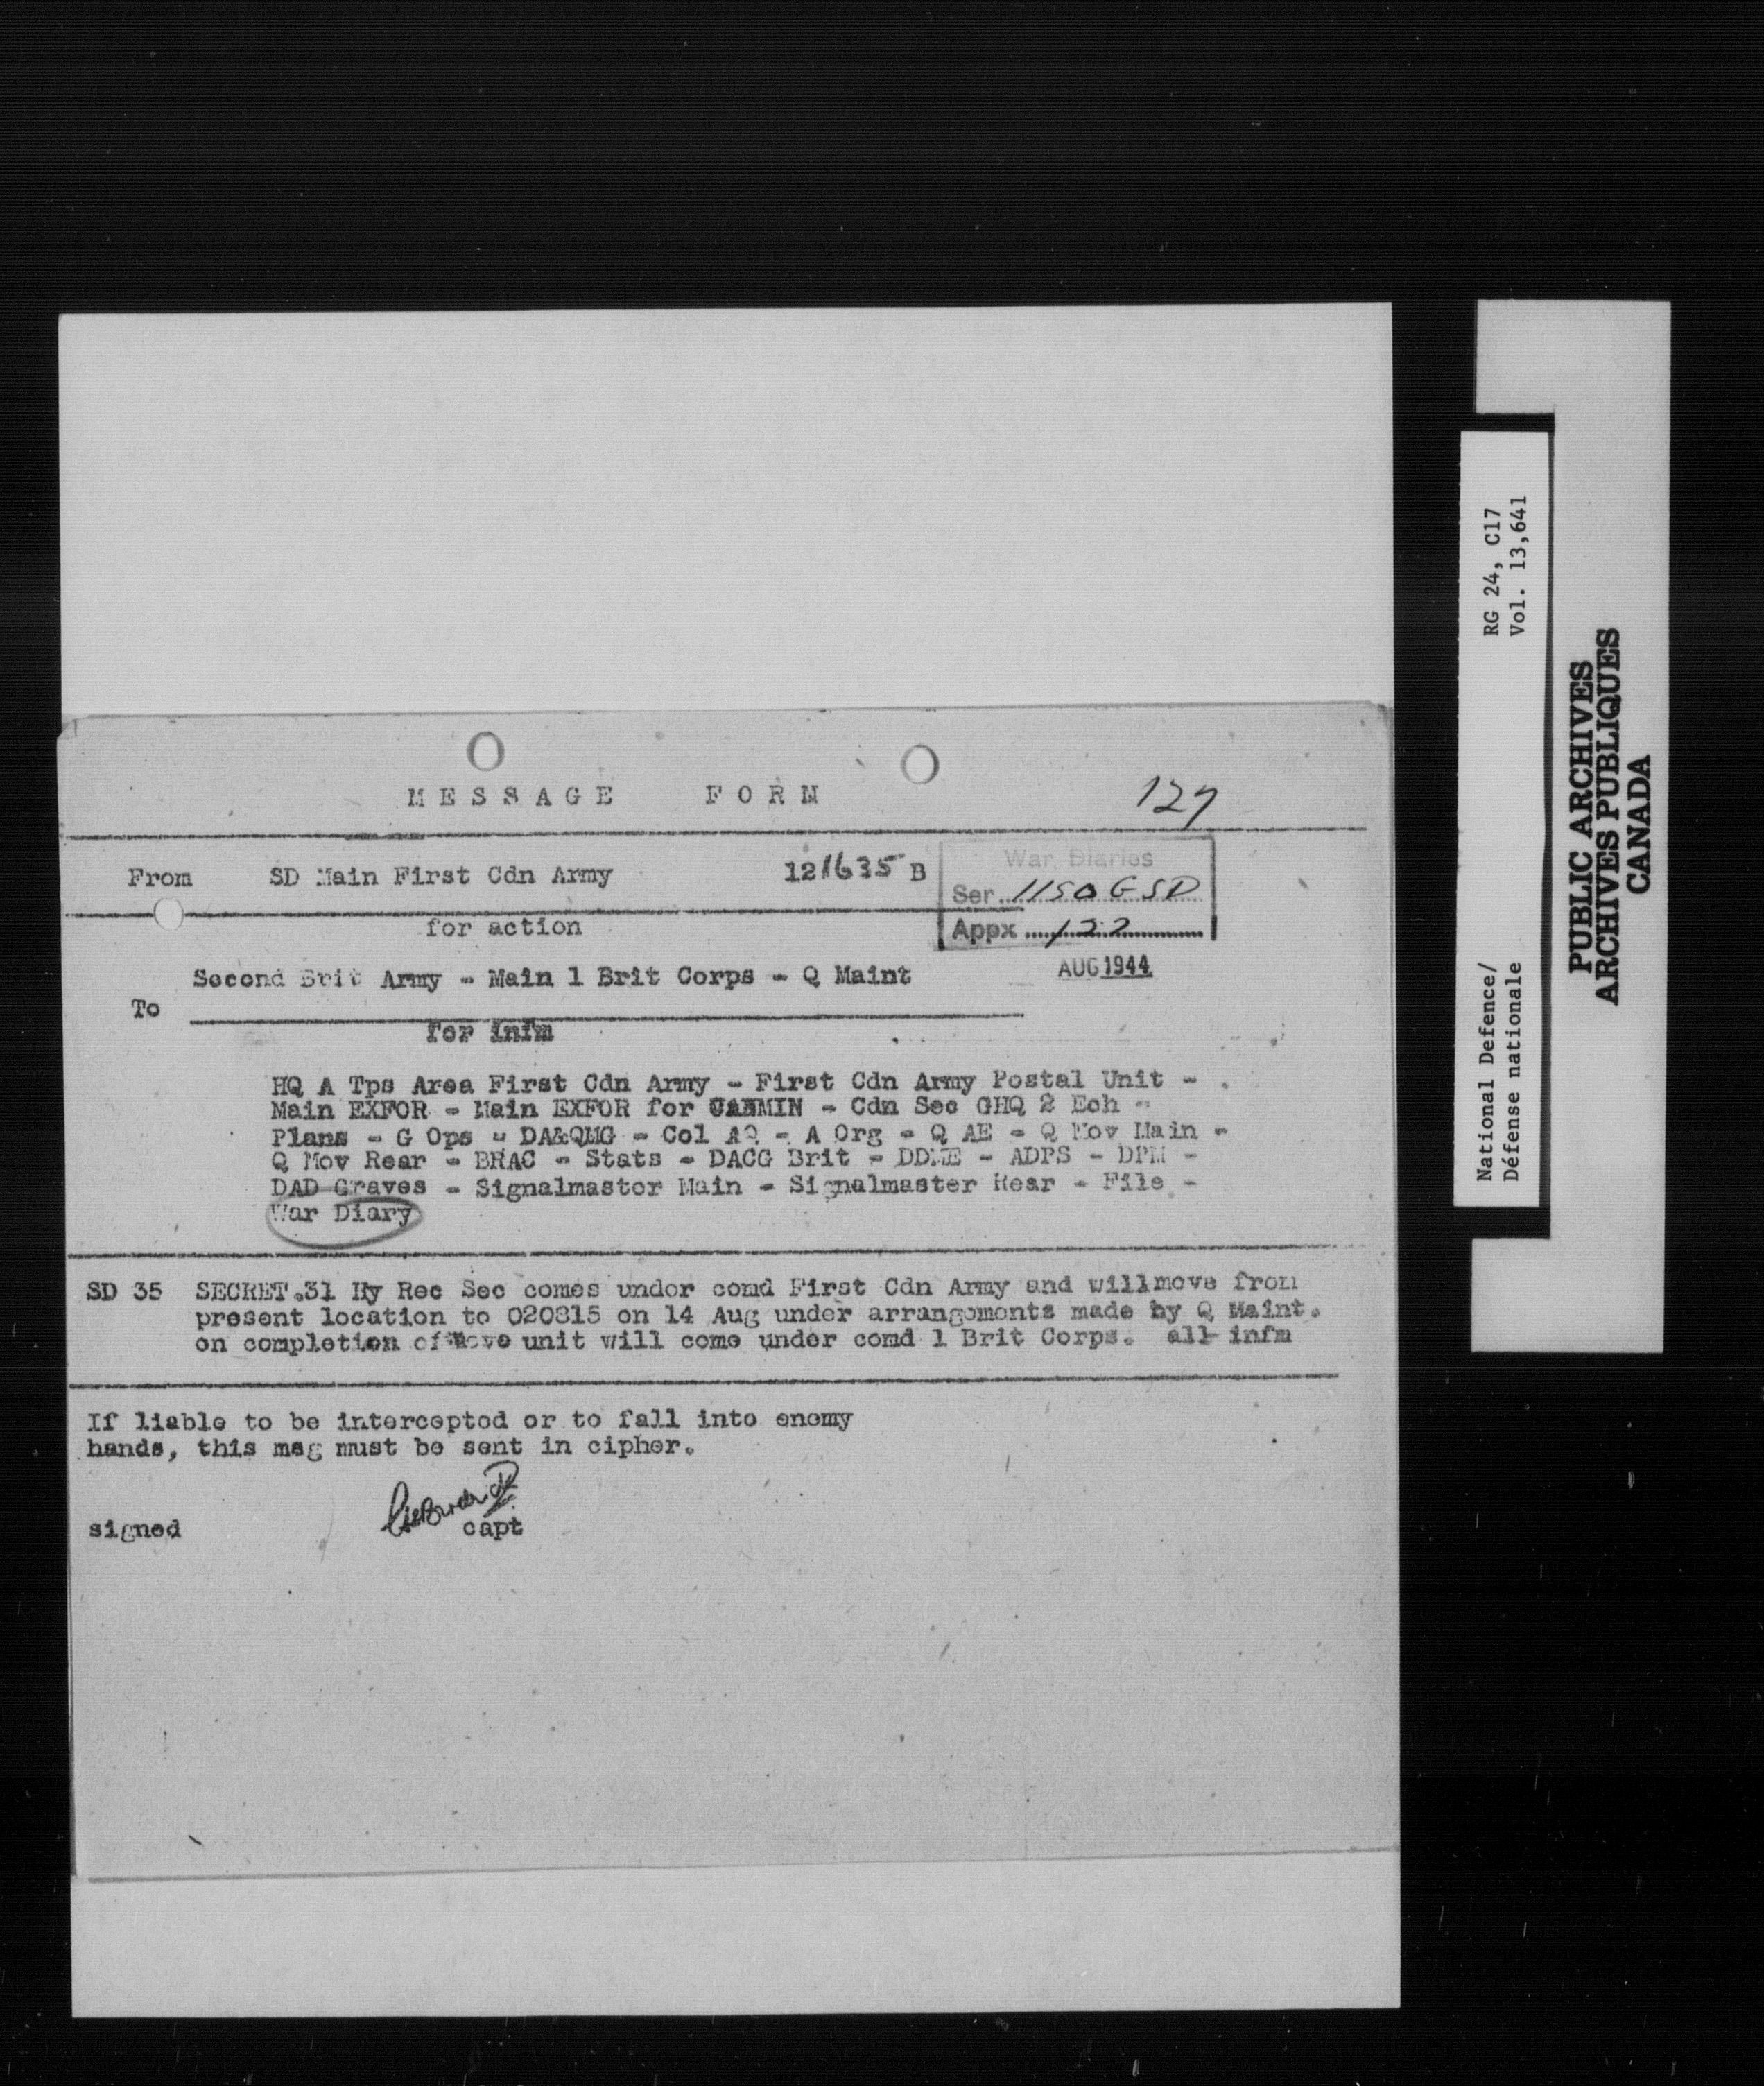 MESSAGE FORM
127
From SD Main First Cdn Army 121635 B
War Diaries
Ser. 1150 GSD
Appx 122
AUG 1944
for action
Second Brit Army - Main 1 Brit Corps - Q Maint
To
for infm
HQ A Tps Area First Cdn Army - First Cdn Army Postal Unit -
Main EXFOR - Main EXFOR for CANMIN - Cdn Sec GHQ 2 Ech -
Plans - G Ops - DA&QMG - Col AQ - A Org - Q AE - Q Mov Main -
Q Mov Rear - BRAC - Stats - DACG Brit - DDME - ADPS - DPM -
DAD Graves - Signalmaster Main - Signalmaster Rear - File -
War Diary
SD 35 SECRET.31 Hy Rec Sec comes under comd First Cdn Army and will move from
present location to 020815 on 14 Aug under arrangements made by Q Maint.
on completion of move unit will come under comd 1 Brit Corps. all infm
If liable to be intercepted or to fall into enemy
hands, this msg must be sent in cipher.
signed
capt
National Defence/ RG 24, C17
Défense nationale Vol. 13,641
PUBLIC ARCHIVES
ARCHIVES PUBLIQUES
CANADA